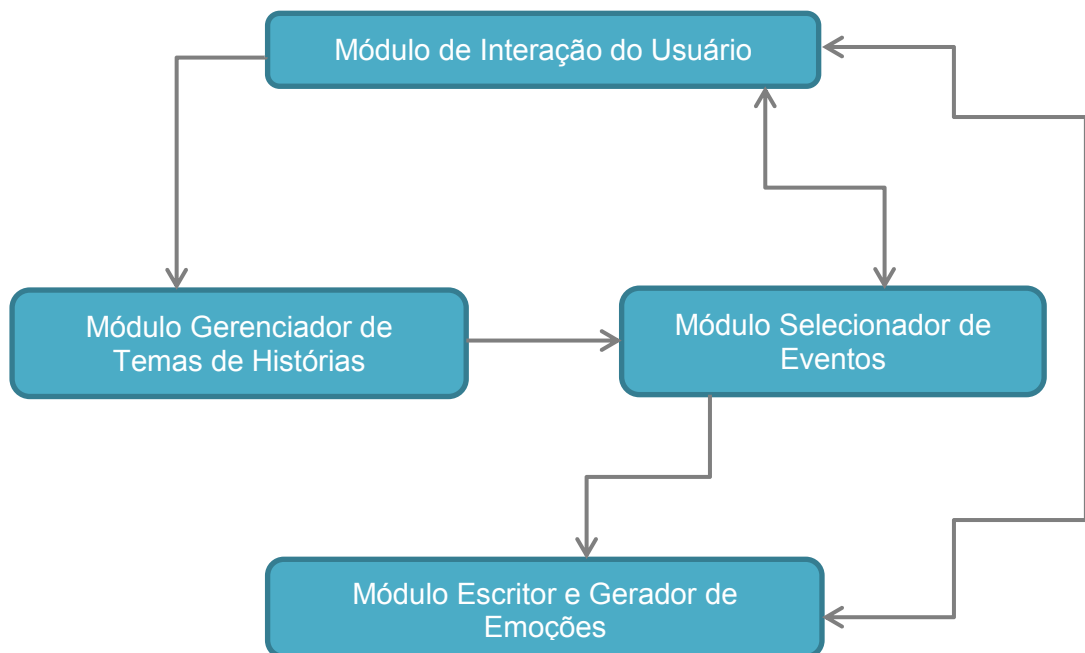 Módulo de Interação do Usuário
Módulo Gerenciador de
Temas de Histórias
Módulo Selecionador de
Eventos
Módulo Escritor e Gerador de
Emoções